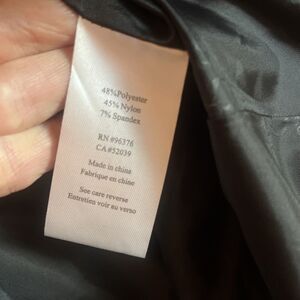 48%Polyester
45% Nylon
7% Spandex
RN #96376
CA#52039
Made in china
Fabrique en chine
See care reverse
Entretien voir au verso